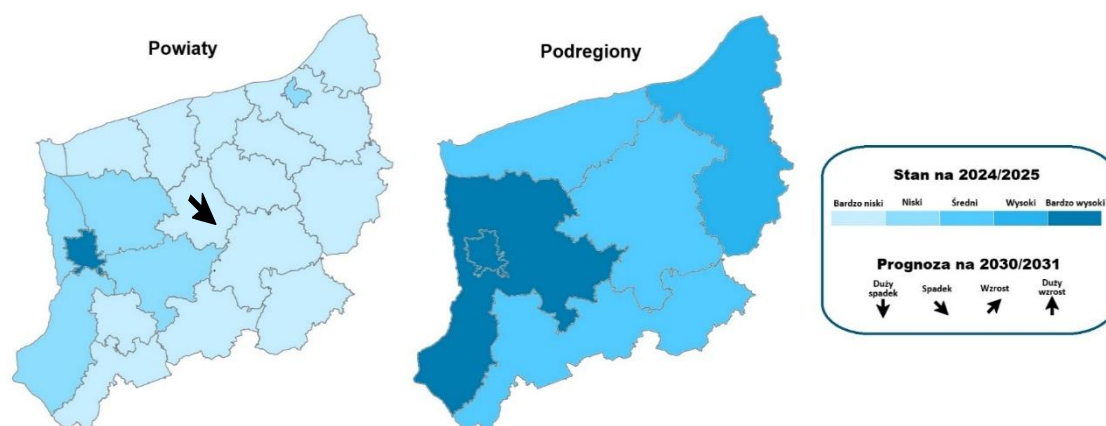 Powiaty
Podregiony
Stan na 2024/2025
Bardzo niski Niski Średni Wysoki Bardzo wysoki
Prognoza na 2030/2031
Duży spadek Spadek Wzrost Duży wzrost